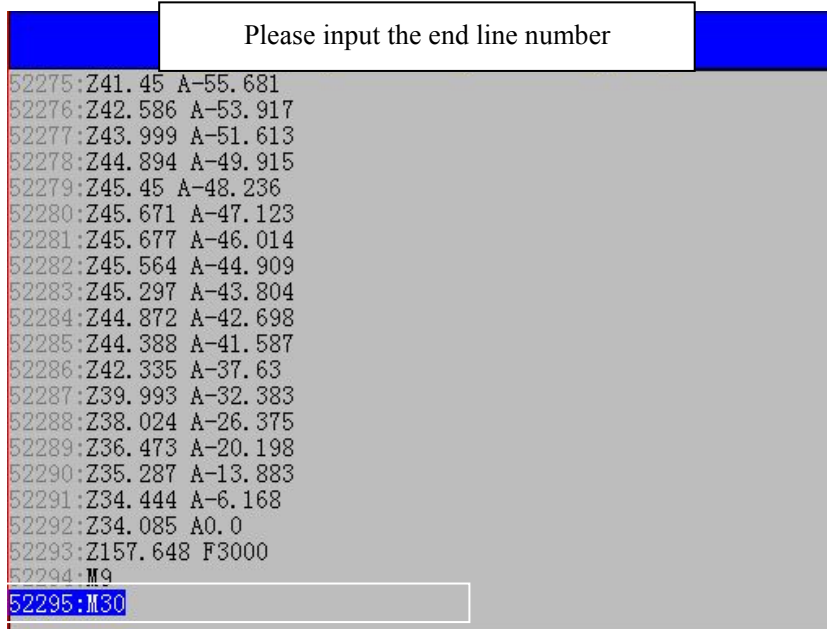 Please input the end line number
52275:Z41.45 A-55.681
52276:Z42.586 A-53.917
52277:Z43.999 A-51.613
52278:Z44.894 A-49.915
52279:Z45.45 A-48.236
52280:Z45.671 A-47.123
52281:Z45.677 A-46.014
52282:Z45.564 A-44.909
52283:Z45.297 A-43.804
52284:Z44.872 A-42.698
52285:Z44.388 A-41.587
52286:Z42.335 A-37.63
52287:Z39.993 A-32.383
52288:Z38.024 A-26.375
52289:Z36.473 A-20.198
52290:Z35.287 A-13.883
52291:Z34.444 A-6.168
52292:Z34.085 A0.0
52293:Z157.648 F3000
52294:M9
52295:M30